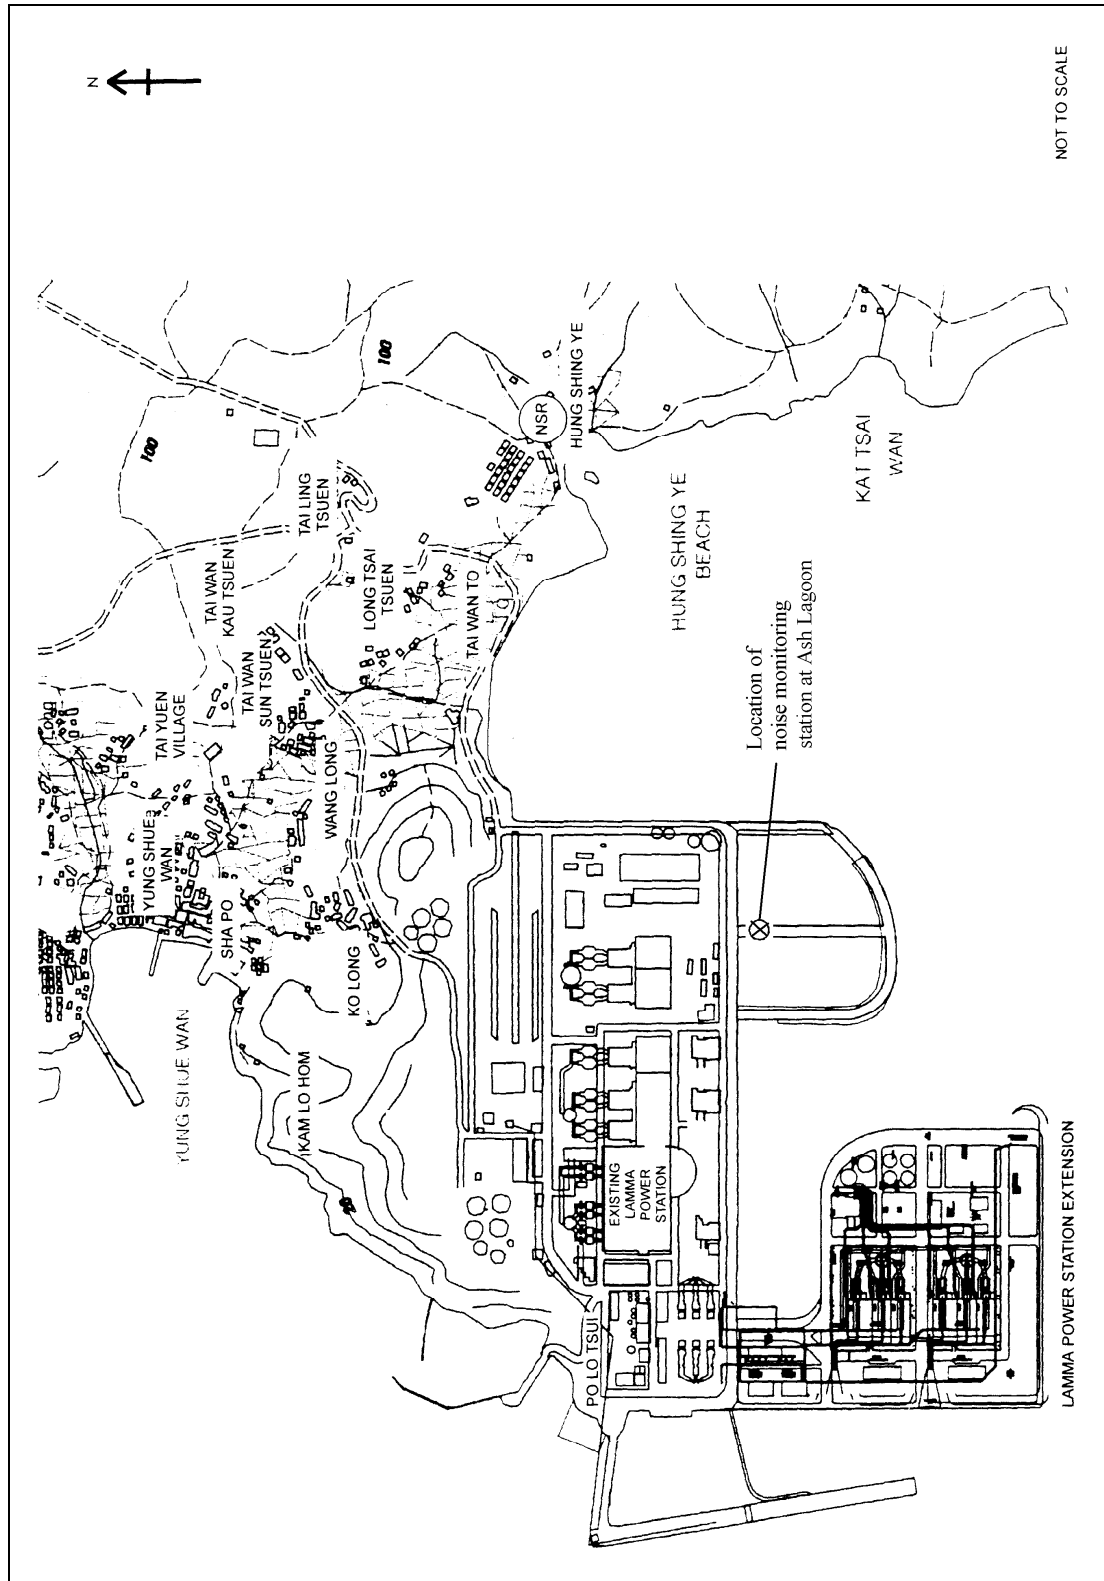 N
NOT TO SCALE
100
100
TAI LING
TSUEN
TAI WAN
KAU TSUEN
TAI WAN
SUN TSUEN
LONG TSAI
TSUEN
TAI WAN TO
NSR
HUNG SHING YE
HUNG SHING YE
BEACH
KAT TSAI
WAN
TAI YUEN
VILLAGE
YUNG SHUE
WAN
SHA PO
WANG LONG
KO LONG
YUNG SHUE WAN
KAM LO HOM
Location of
noise monitoring
station at Ash Lagoon
EXISTING
LAMMA
POWER
STATION
PO LO TSUI
LAMMA POWER STATION EXTENSION